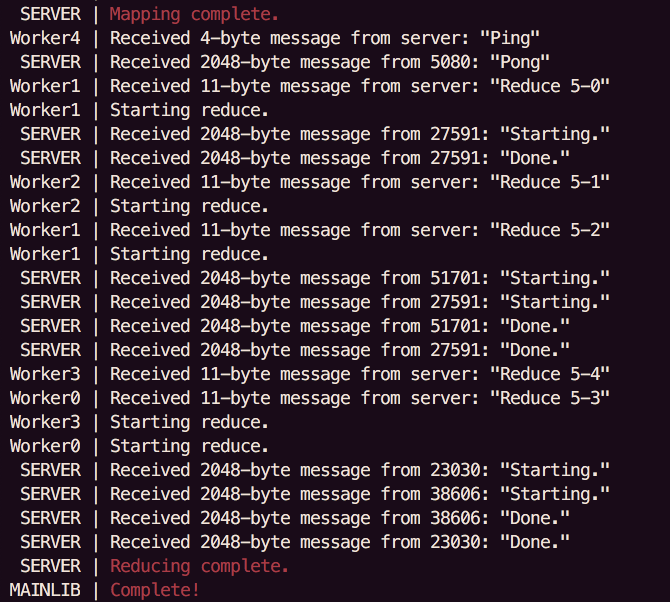 SERVER | Mapping complete.
Worker4 | Received 4-byte message from server: "Ping"
SERVER | Received 2048-byte message from 5080: "Pong"
Worker1 | Received 11-byte message from server: "Reduce 5-0"
Worker1 | Starting reduce.
SERVER | Received 2048-byte message from 27591: "Starting."
SERVER | Received 2048-byte message from 27591: "Done."
Worker2 | Received 11-byte message from server: "Reduce 5-1"
Worker2 | Starting reduce.
Worker1 | Received 11-byte message from server: "Reduce 5-2"
Worker1 | Starting reduce.
SERVER | Received 2048-byte message from 51701: "Starting."
SERVER | Received 2048-byte message from 27591: "Starting."
SERVER | Received 2048-byte message from 51701: "Done."
SERVER | Received 2048-byte message from 27591: "Done."
Worker3 | Received 11-byte message from server: "Reduce 5-4"
Worker0 | Received 11-byte message from server: "Reduce 5-3"
Worker3 | Starting reduce.
Worker0 | Starting reduce.
SERVER | Received 2048-byte message from 23030: "Starting."
SERVER | Received 2048-byte message from 38606: "Starting."
SERVER | Received 2048-byte message from 38606: "Done."
SERVER | Received 2048-byte message from 23030: "Done."
SERVER | Reducing complete.
MAINLIB | Complete!